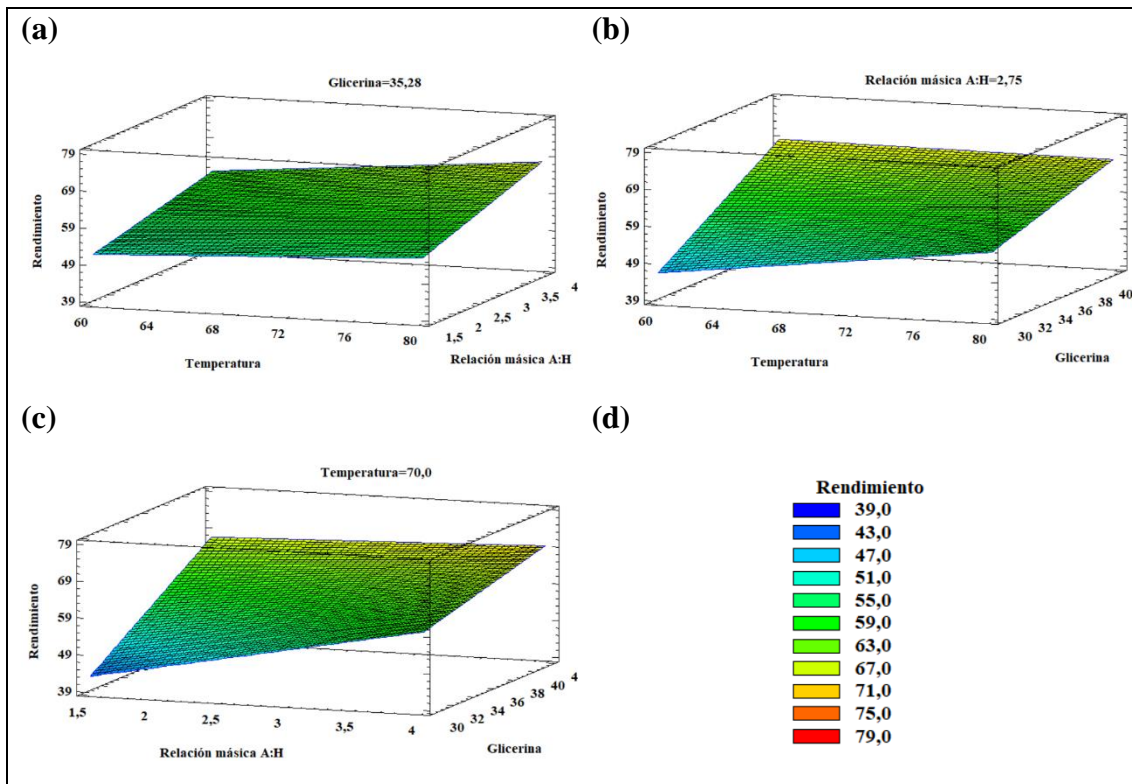 (a)
Glicerina=35,28
79
69
59
49
39
Rendimiento
60 64 68 72 76 80
Temperatura
1,5 2 2,5 3 3,5 4
Relación másica A:H
(b)
Relación másica A:H=2,75
79
69
59
49
39
Rendimiento
60 64 68 72 76 80
Temperatura
30 32 34 36 38 40
Glicerina
(c)
Temperatura=70,0
79
69
59
49
39
Rendimiento
1,5 2 2,5 3 3,5 4
Relación másica A:H
30 32 34 36 38 40 4
Glicerina
(d)
Rendimiento
39,0
43,0
47,0
51,0
55,0
59,0
63,0
67,0
71,0
75,0
79,0